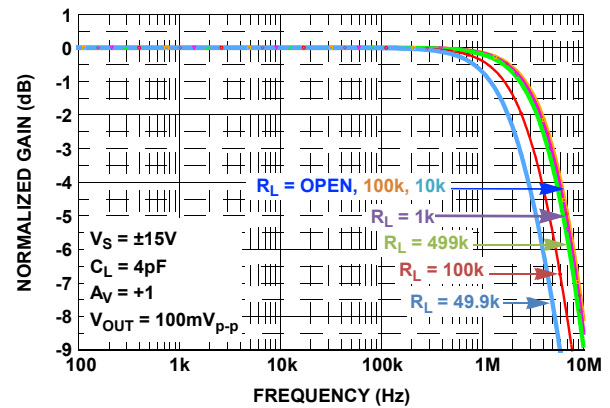 1
0
-1
-2
-3
-4
-5
-6
-7
-8
-9
NORMALIZED GAIN (dB)
R_L = OPEN, 100k, 10k
R_L = 1k
R_L = 499k
R_L = 100k
R_L = 49.9k
V_S = ±15V
C_L = 4pF
A_V = +1
V_OUT = 100mV_p-p
100 1k 10k 100k 1M 10M
FREQUENCY (Hz)